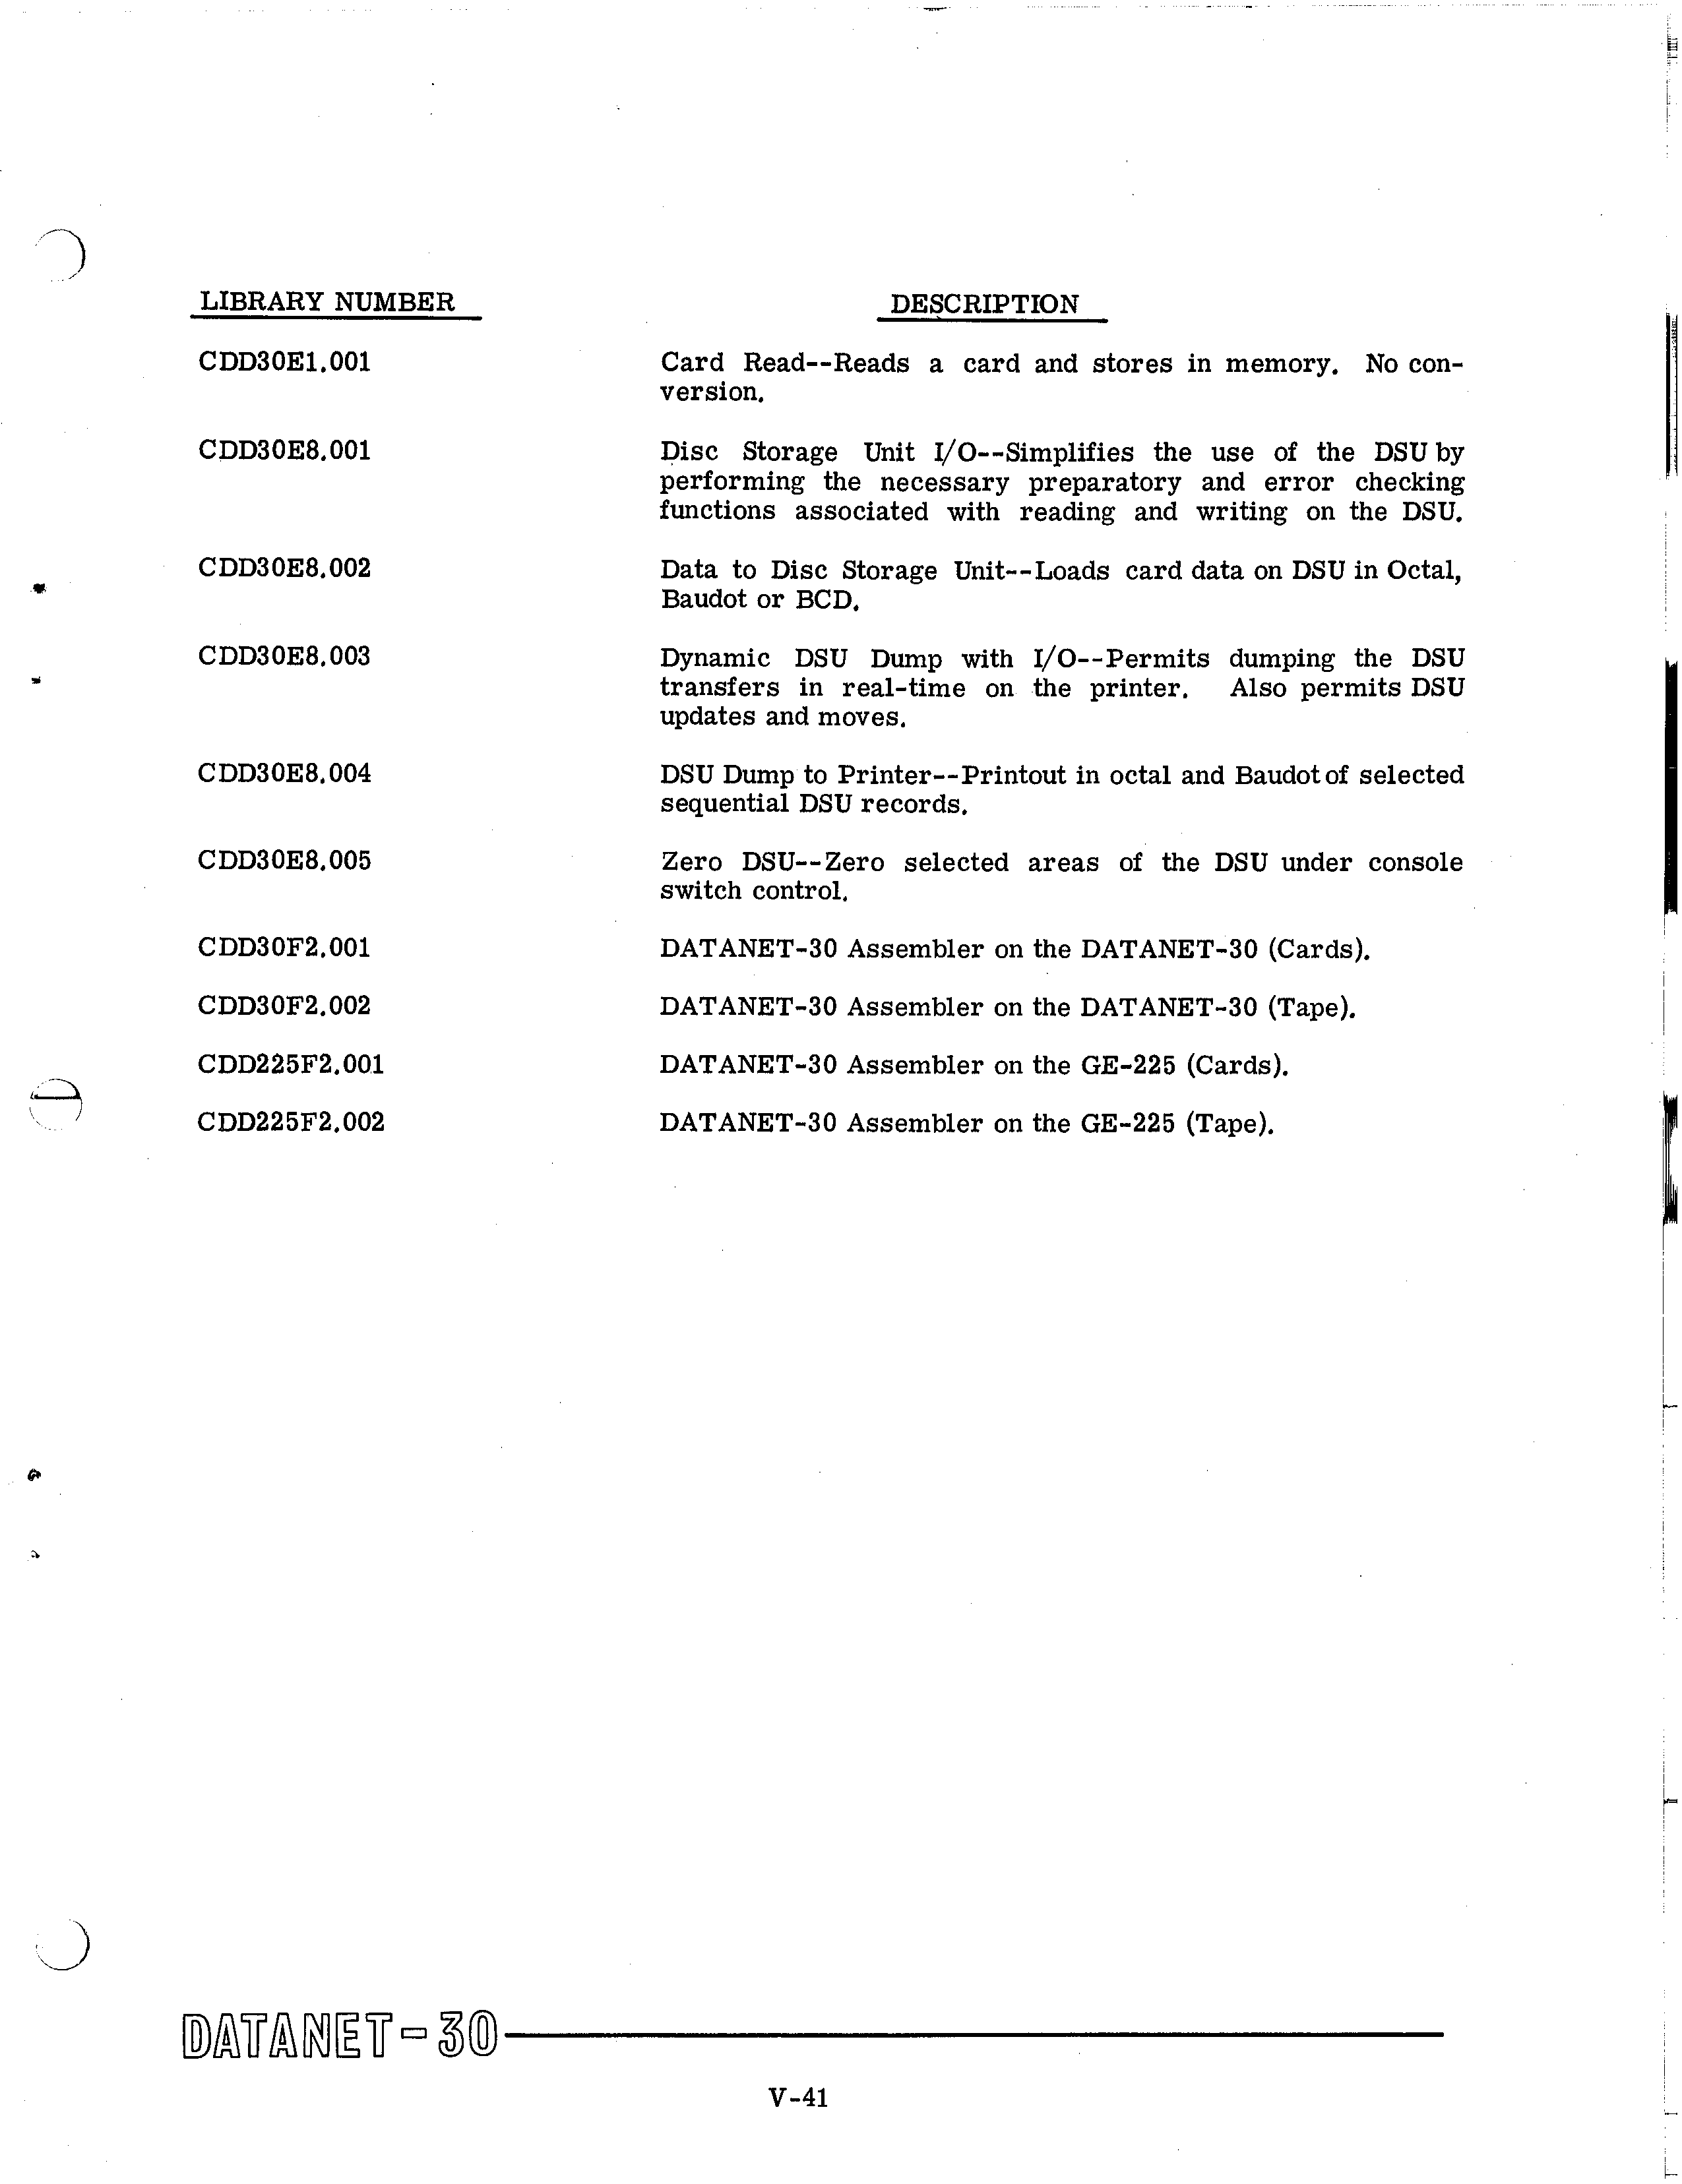 LIBRARY NUMBER DESCRIPTION
CDD30E1.001 Card Read--Reads a card and stores in memory. No con-
version.
CDD30E8.001 Disc Storage Unit I/O--Simplifies the use of the DSU by
performing the necessary preparatory and error checking
functions associated with reading and writing on the DSU.
CDD30E8.002 Data to Disc Storage Unit--Loads card data on DSU in Octal,
Baudot or BCD.
CDD30E8.003 Dynamic DSU Dump with I/O--Permits dumping the DSU
transfers in real-time on the printer. Also permits DSU
updates and moves.
CDD30E8.004 DSU Dump to Printer--Printout in octal and Baudot of selected
sequential DSU records.
CDD30E8.005 Zero DSU--Zero selected areas of the DSU under console
switch control.
CDD30F2.001 DATANET-30 Assembler on the DATANET-30 (Cards).
CDD30F2.002 DATANET-30 Assembler on the DATANET-30 (Tape).
CDD225F2.001 DATANET-30 Assembler on the GE-225 (Cards).
CDD225F2.002 DATANET-30 Assembler on the GE-225 (Tape).
DATANET-30
V-41